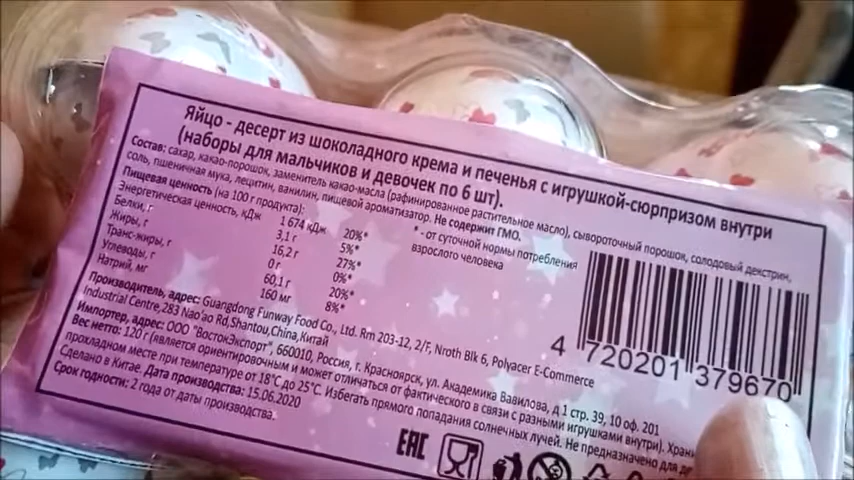 Яйцо - десерт из шоколадного крема и печенья с игрушкой-сюрпризом внутри
(наборы для мальчиков и девочек по 6 шт).
Состав: сахар, какао-порошок, заменитель какао-масла (рафинированное растительное масло), сывороточный порошок, солодовый декстрин,
соль, пшеничная мука, лецитин, ванилин, пищевой ароматизатор. Не содержит ГМО.
Пищевая ценность (на 100 г продукта):
Энергетическая ценность, кДж 1 674 кДж 20%*
Белки, г 3,1 г 5%*
Жиры, г 16,2 г 27%*
Транс-жиры, г 0г 0%*
Углеводы, г 60,1 г 20%*
Натрий, мг 160 мг 8%*
* - от суточной нормы потребления
взрослого человека
Производитель, адрес: Guangdong Funway Food Co., Ltd. Rm 203-12, 2/F, Nroth Blk 6, Polyacer E-Commerce
Industrial Centre,283 Nao'ao Rd,Shantou,China,Китай
Импортер, адрес: ООО "ВостокЭкспорт", 660010, Россия, г. Красноярск, ул. Академика Вавилова, д 1 стр. 39, 10 оф. 201
Вес нетто: 120 г (является ориентировочным и может отличаться от фактического в связи с разными игрушками внутри). Хран
прохладном месте при температуре от 18°C до 25°C. Избегать прямого попадания солнечных лучей. Не предназначено для де
Сделано в Китае. Дата производства: 15.06.2020
Срок годности: 2 года от даты производства.
4 720201 379670
EAC